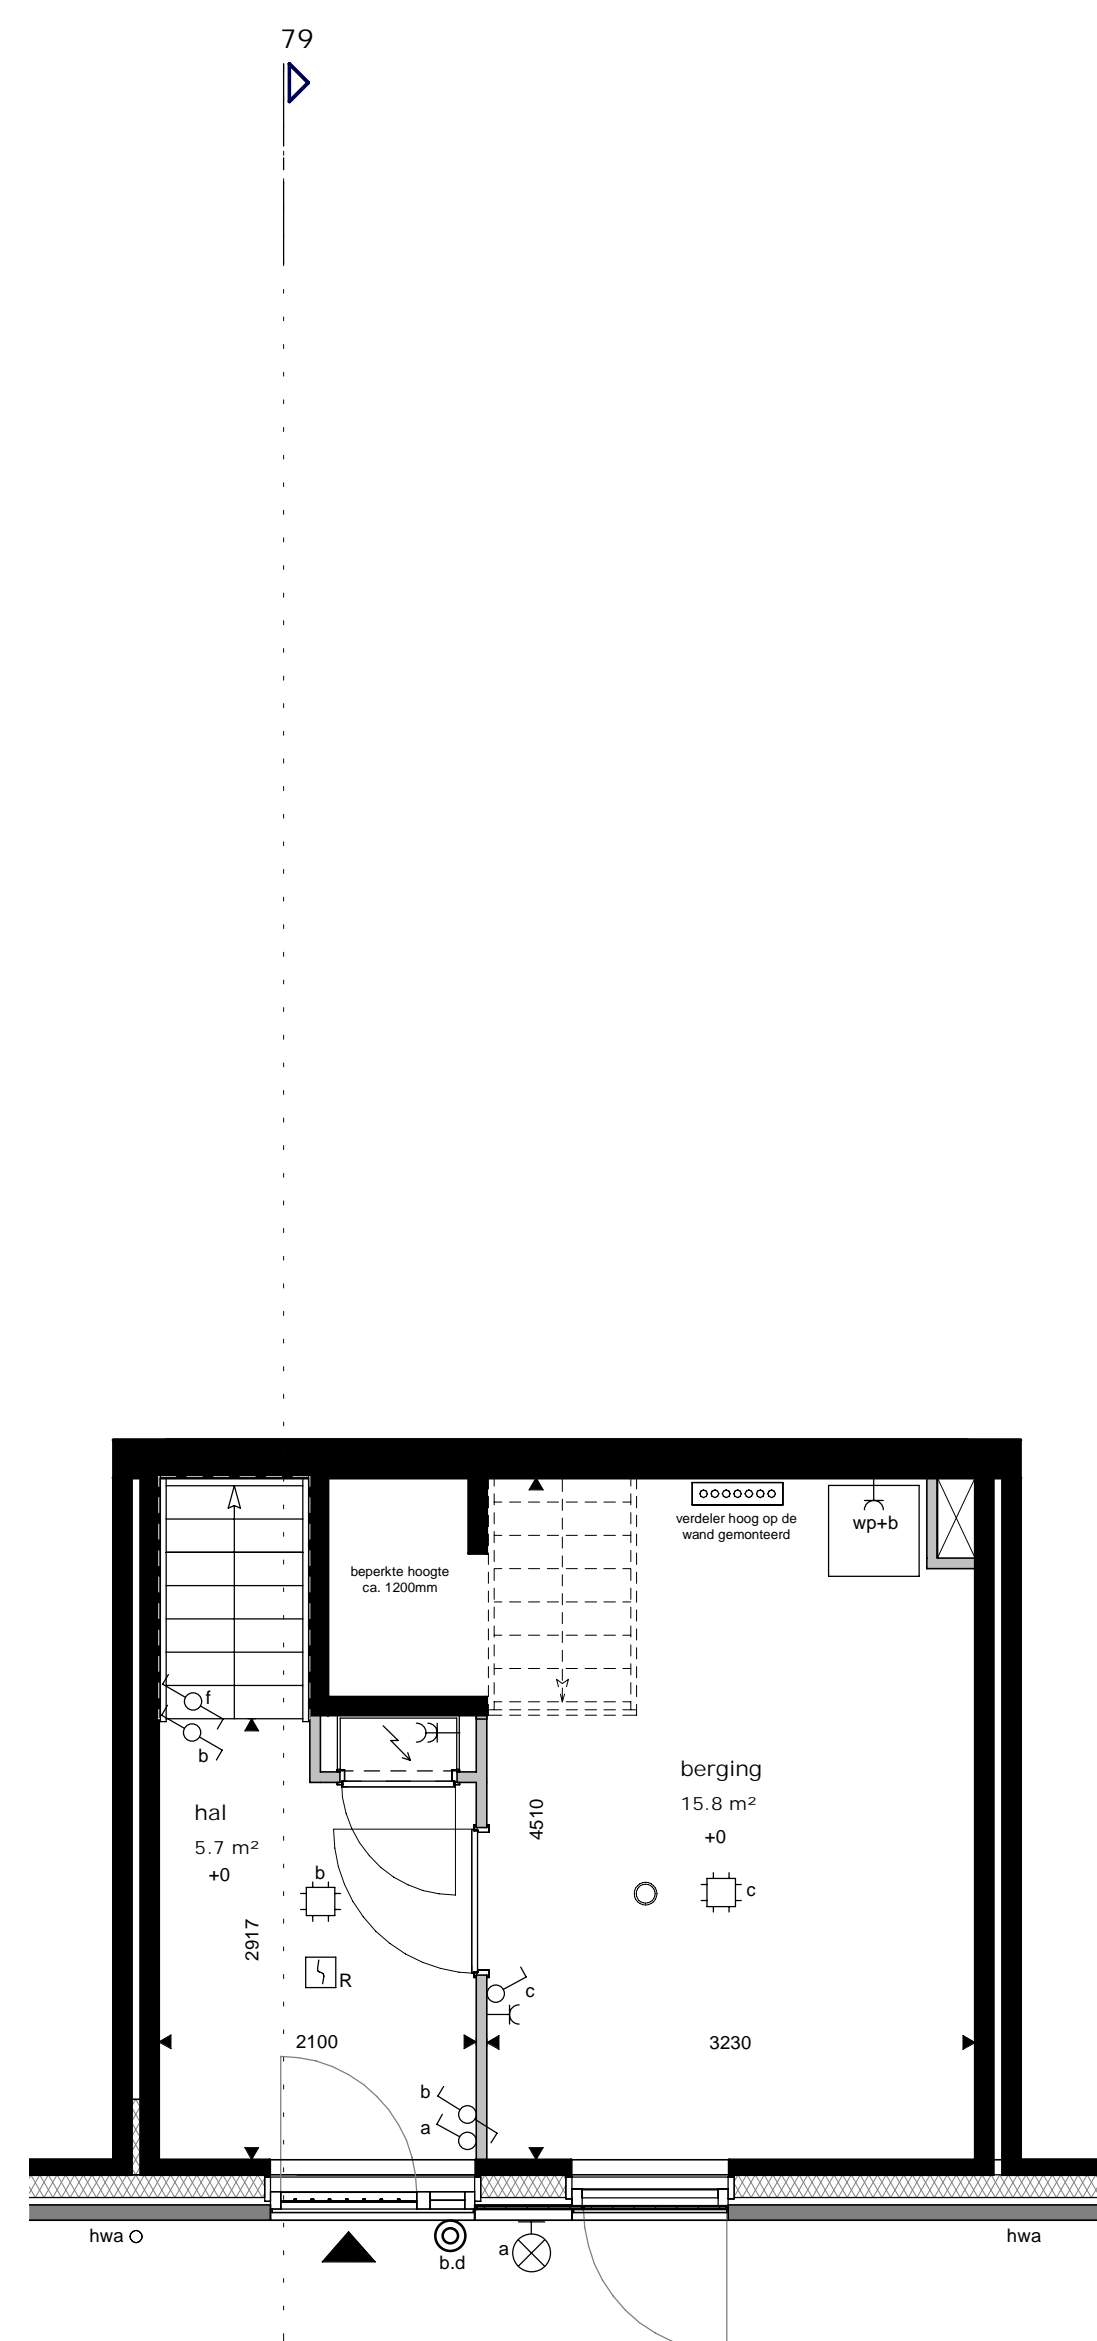 79
verdeler hoog op de
wand gemonteerd
wp+b
beperkte hoogte
ca. 1200mm
f
b
berging
15.8 m²
+0
hal
5.7 m²
+0
4510
b
c
2917
R
c
2100
3230
b
a
hwa
b.d
a
hwa